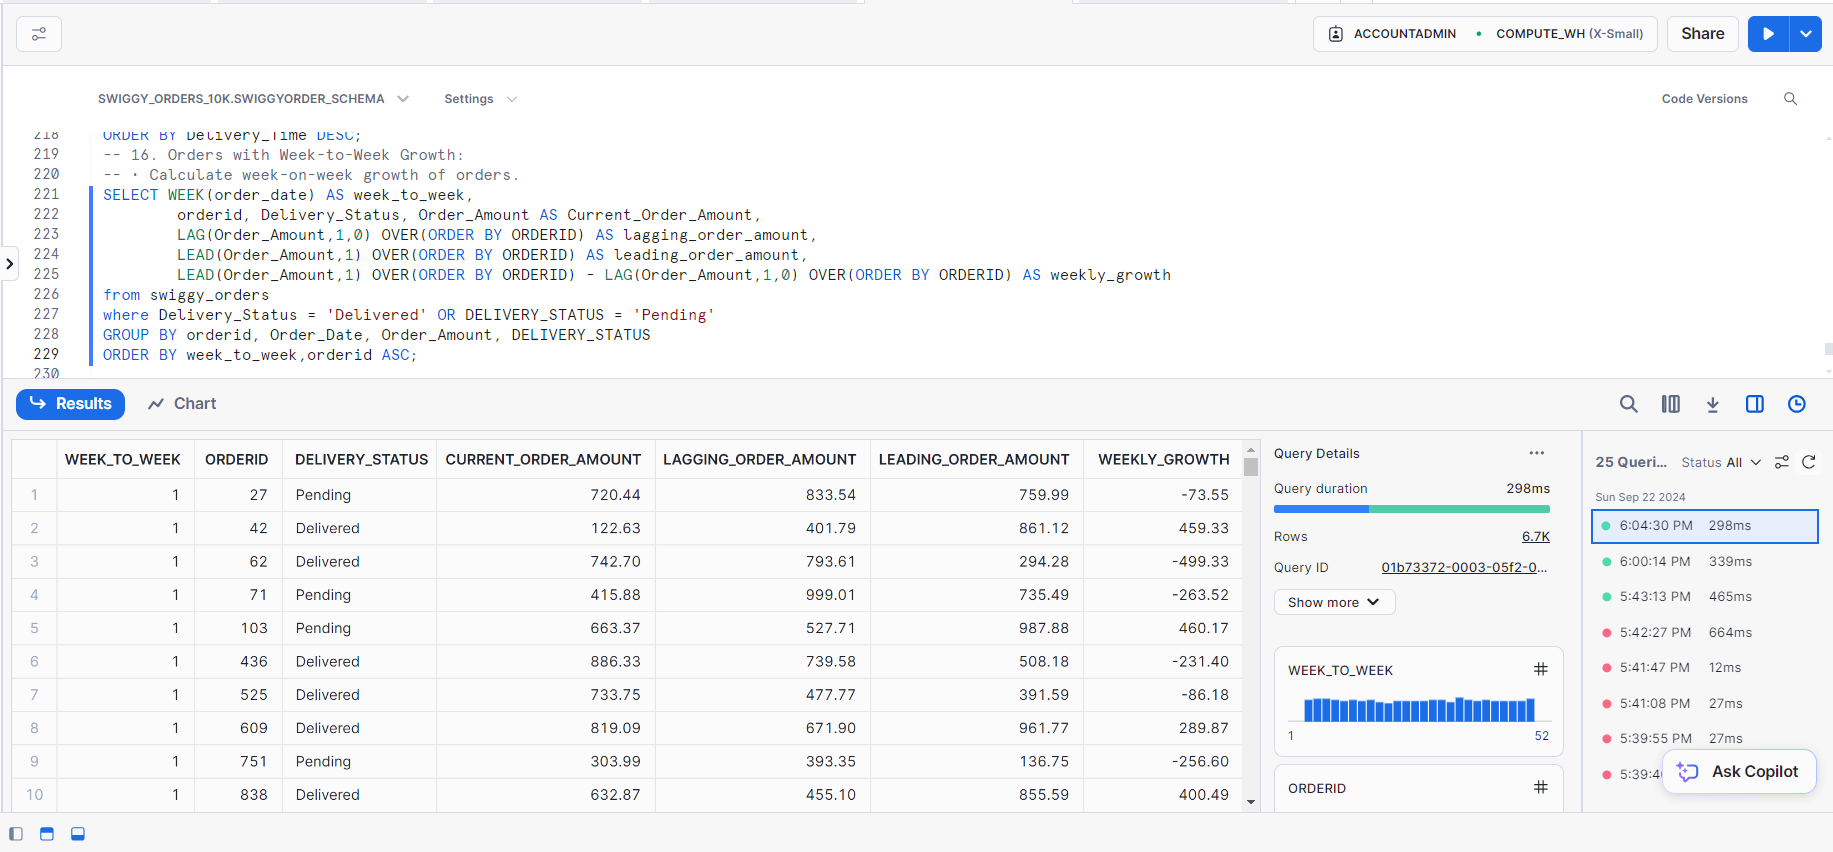 ACCOUNTADMIN • COMPUTE_WH (X-Small)
Share
SWIGGY_ORDERS_10K.SWIGGYORDER_SCHEMA
Settings
Code Versions
218 ORDER BY Delivery_Time DESC;
219 -- 16. Orders with Week-to-Week Growth:
220 -- · Calculate week-on-week growth of orders.
221 SELECT WEEK(order_date) AS week_to_week,
222 orderid, Delivery_Status, Order_Amount AS Current_Order_Amount,
223 LAG(Order_Amount,1,0) OVER(ORDER BY ORDERID) AS lagging_order_amount,
224 LEAD(Order_Amount,1) OVER(ORDER BY ORDERID) AS leading_order_amount,
225 LEAD(Order_Amount,1) OVER(ORDER BY ORDERID) - LAG(Order_Amount,1,0) OVER(ORDER BY ORDERID) AS weekly_growth
226 from swiggy_orders
227 where Delivery_Status = 'Delivered' OR DELIVERY_STATUS = 'Pending'
228 GROUP BY orderid, Order_Date, Order_Amount, DELIVERY_STATUS
229 ORDER BY week_to_week,orderid ASC;
230
Results
Chart
WEEK_TO_WEEK ORDERID DELIVERY_STATUS CURRENT_ORDER_AMOUNT LAGGING_ORDER_AMOUNT LEADING_ORDER_AMOUNT WEEKLY_GROWTH
1 1 27 Pending 720.44 833.54 759.99 -73.55
2 1 42 Delivered 122.63 401.79 861.12 459.33
3 1 62 Delivered 742.70 793.61 294.28 -499.33
4 1 71 Pending 415.88 999.01 735.49 -263.52
5 1 103 Pending 663.37 527.71 987.88 460.17
6 1 436 Delivered 886.33 739.58 508.18 -231.40
7 1 525 Delivered 733.75 477.77 391.59 -86.18
8 1 609 Delivered 819.09 671.90 961.77 289.87
9 1 751 Pending 303.99 393.35 136.75 -256.60
10 1 838 Delivered 632.87 455.10 855.59 400.49
Query Details
...
Query duration 298ms
Rows 6.7K
Query ID 01b73372-0003-05f2-0...
Show more
WEEK_TO_WEEK #
1 52
ORDERID #
25 Queri... Status All
Sun Sep 22 2024
6:04:30 PM 298ms
6:00:14 PM 339ms
5:43:13 PM 465ms
5:42:27 PM 664ms
5:41:47 PM 12ms
5:41:08 PM 27ms
5:39:55 PM 27ms
Ask Copilot